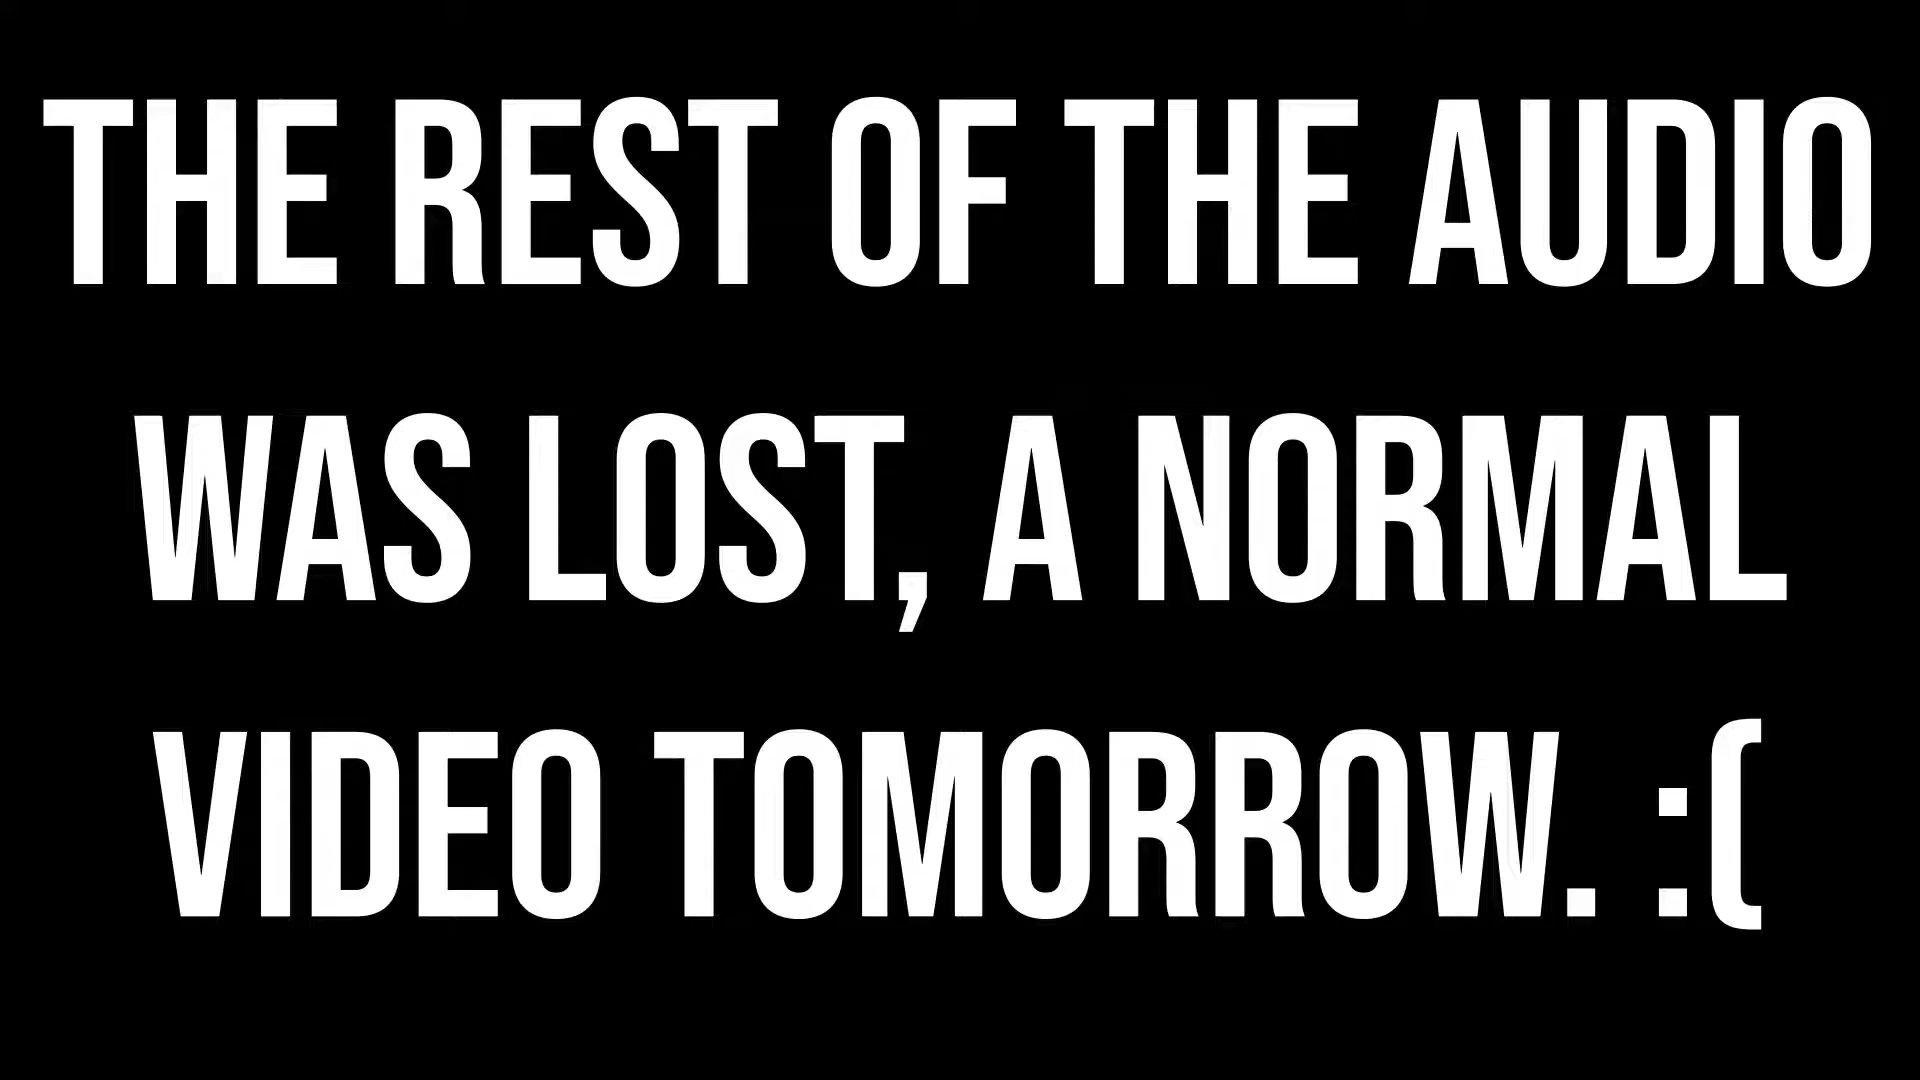 THE REST OF THE AUDIO
WAS LOST, A NORMAL
VIDEO TOMORROW. :(